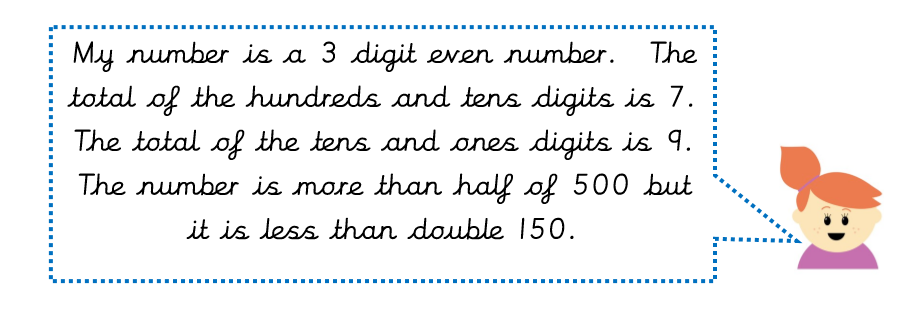 My number is a 3 digit even number. The
total of the hundreds and tens digits is 7.
The total of the tens and ones digits is 9.
The number is more than half of 500 but
it is less than double 150.